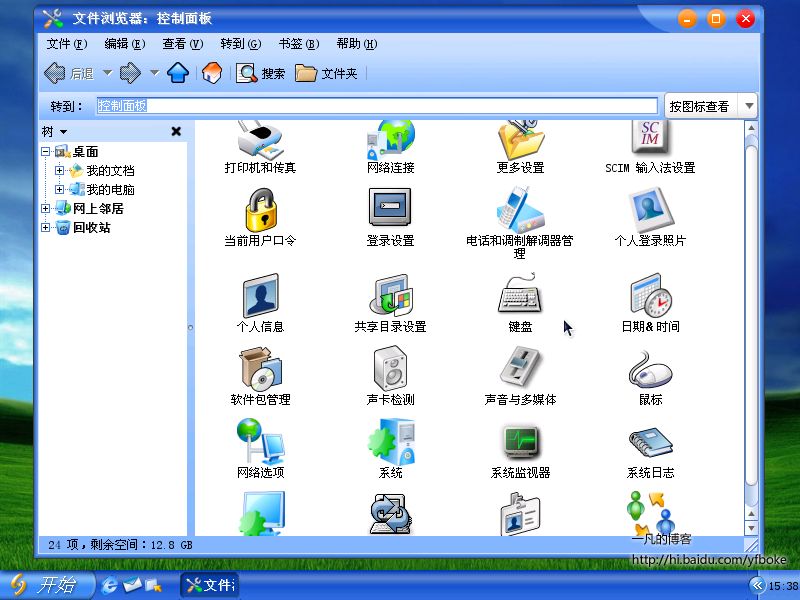 文件浏览器：控制面板
文件(F) 编辑(E) 查看(V) 转到(G) 书签(B) 帮助(H)
后退 搜索 文件夹
转到： 控制面板 按图标查看
树
桌面
我的文档
我的电脑
网上邻居
回收站
打印机和传真 网络连接 更多设置 SCIM 输入法设置
SCIM
当前用户口令 登录设置 电话和调制解调器管理 个人登录照片
个人信息 共享目录设置 键盘 日期&时间
软件包管理 声卡检测 声音与多媒体 鼠标
网络选项 系统 系统监视器 系统日志
24 项，剩余空间：12.8 GB
一凡的博客
http://hi.baidu.com/yfboke
开始 文件 15:38